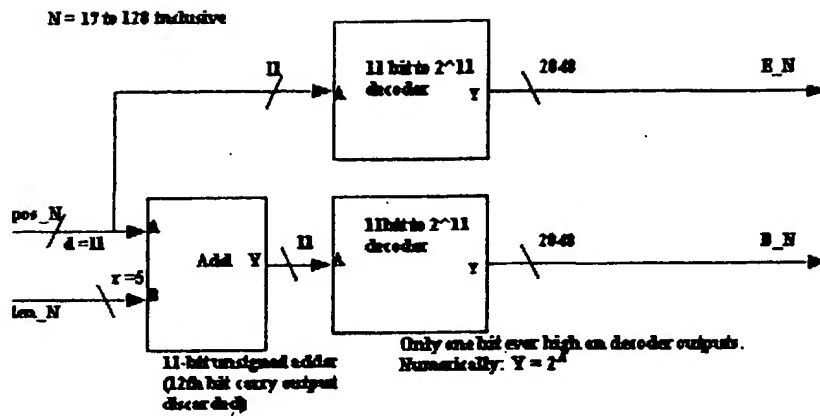 N = 17 to 128 inclusive
11
A
11 bit to 2^11
decoder
Y
2048
E_N
pos_N
d=11
A
Add
Y
11
A
11bit to 2^11
decoder
Y
2048
B_N
r=5
B
len_N
11-bit unsigned adder
(12th bit carry output
discarded)
Only one bit ever high on decoder outputs.
Numerically: Y = 2^A